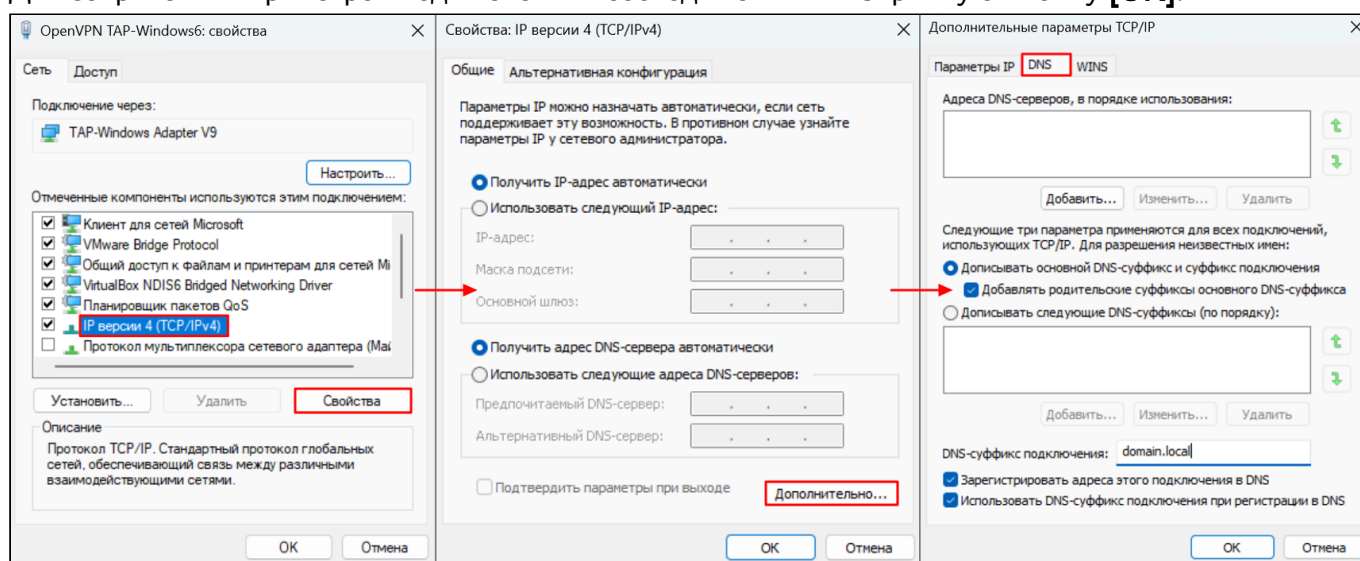 [OK].
OpenVPN TAP-Windows6: свойства
Сеть Доступ
Подключение через:
TAP-Windows Adapter V9
Настроить...
Отмеченные компоненты используются этим подключением:
Клиент для сетей Microsoft
VMware Bridge Protocol
Общий доступ к файлам и принтерам для сетей Mi
VirtualBox NDIS6 Bridged Networking Driver
Планировщик пакетов QoS
IP версии 4 (TCP/IPv4)
Протокол мультиплексора сетевого адаптера (Май
Установить... Удалить Свойства
Описание
Протокол TCP/IP. Стандартный протокол глобальных
сетей, обеспечивающий связь между различными
взаимодействующими сетями.
ОК Отмена
Свойства: IP версии 4 (TCP/IPv4)
Общие Альтернативная конфигурация
Параметры IP можно назначать автоматически, если сеть
поддерживает эту возможность. В противном случае узнайте
параметры IP у сетевого администратора.
Получить IP-адрес автоматически
Использовать следующий IP-адрес:
IP-адрес:
Маска подсети:
Основной шлюз:
Получить адрес DNS-сервера автоматически
Использовать следующие адреса DNS-серверов:
Предпочитаемый DNS-сервер:
Альтернативный DNS-сервер:
Подтвердить параметры при выходе
Дополнительно...
ОК Отмена
Дополнительные параметры TCP/IP
Параметры IP DNS WINS
Адреса DNS-серверов, в порядке использования:
Добавить... Изменить... Удалить
Следующие три параметра применяются для всех подключений,
использующих TCP/IP. Для разрешения неизвестных имен:
Дописывать основной DNS-суффикс и суффикс подключения
Добавлять родительские суффиксы основного DNS-суффикса
Дописывать следующие DNS-суффиксы (по порядку):
Добавить... Изменить... Удалить
DNS-суффикс подключения: domain.local
Зарегистрировать адреса этого подключения в DNS
Использовать DNS-суффикс подключения при регистрации в DNS
ОК Отмена